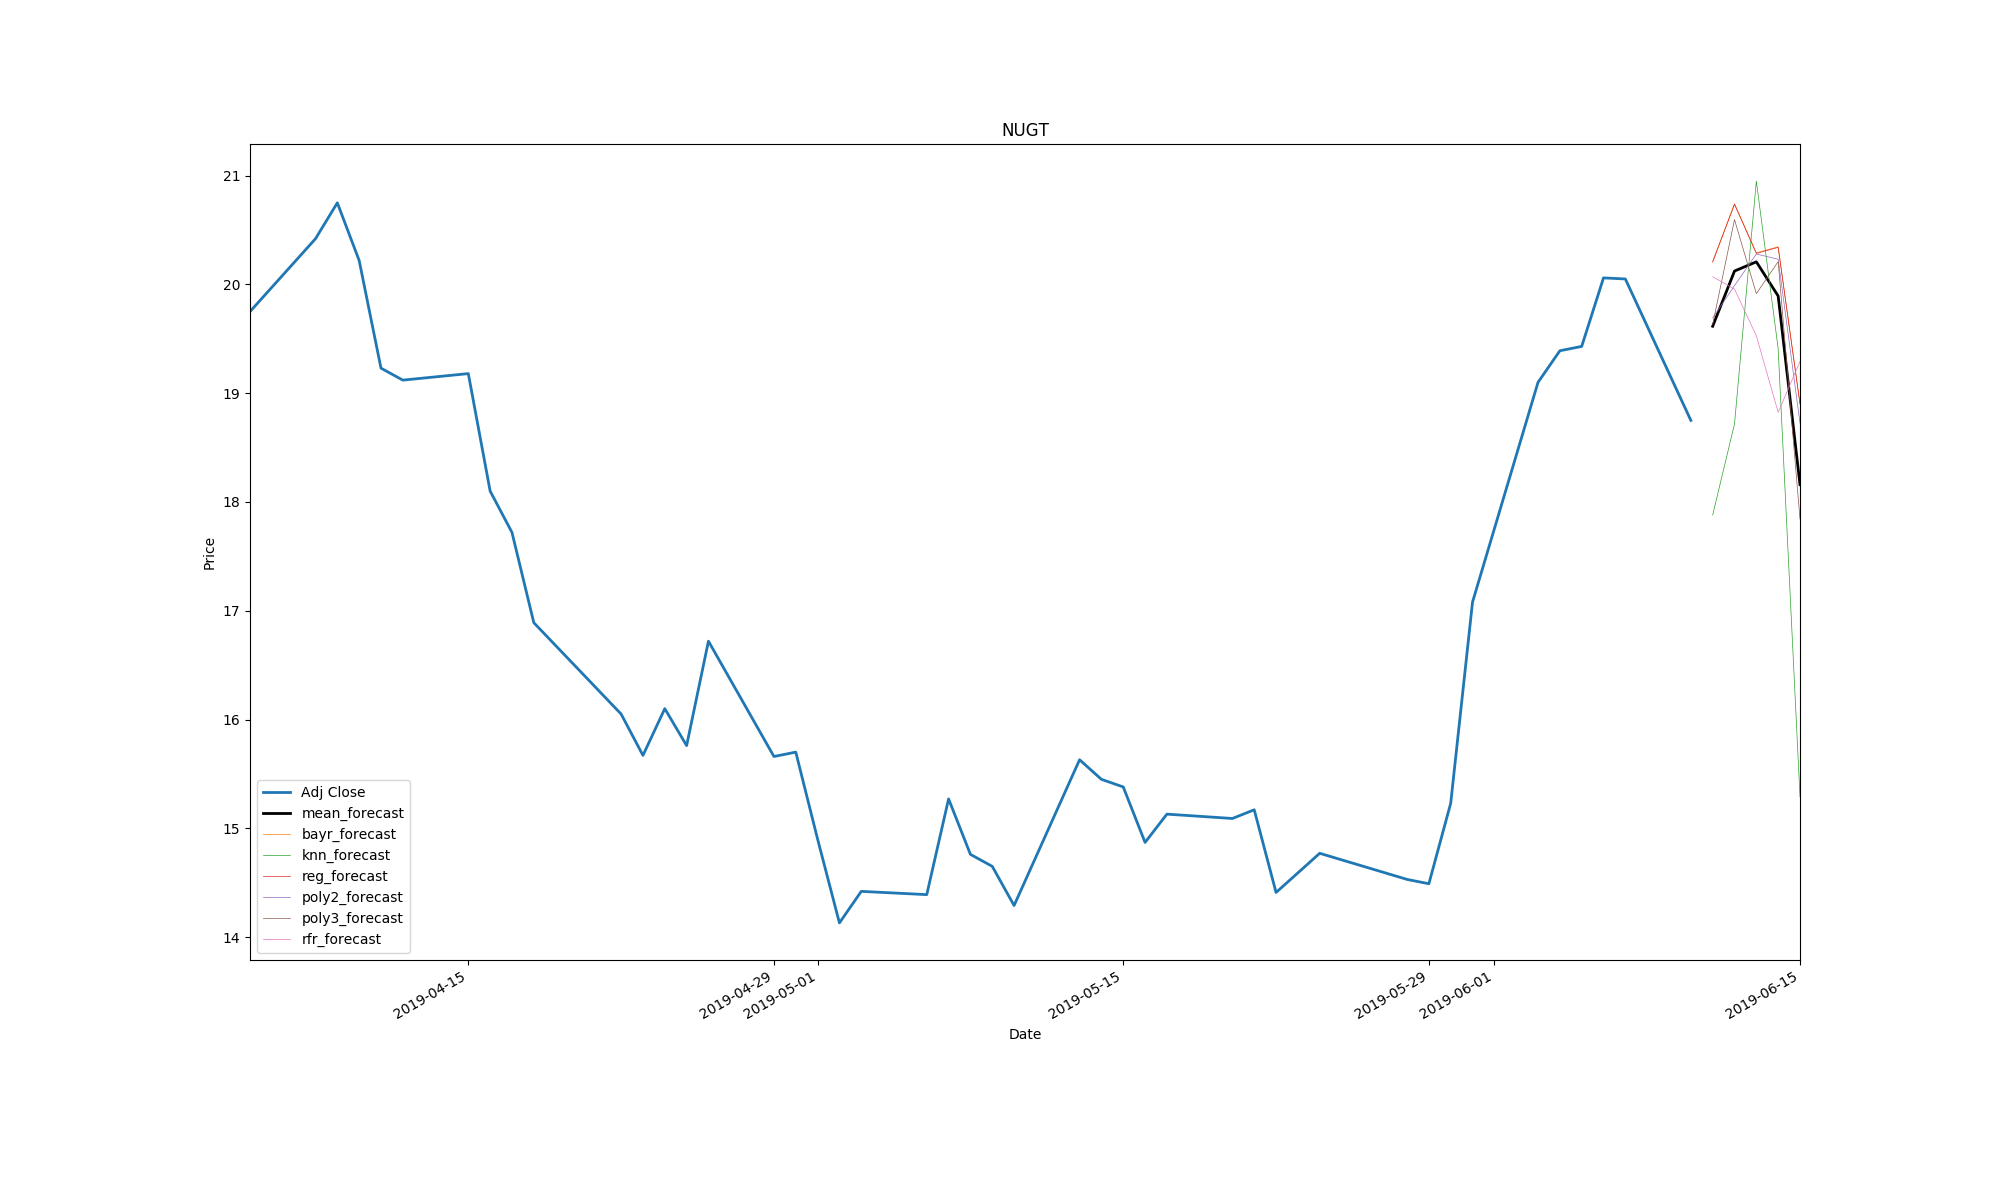 NUGT
21
20
19
18
17
16
15
14
Price
Adj Close
mean_forecast
bayr_forecast
knn_forecast
reg_forecast
poly2_forecast
poly3_forecast
rfr_forecast
2019-04-15
2019-04-29
2019-05-01
2019-05-15
2019-05-29
2019-06-01
2019-06-15
Date